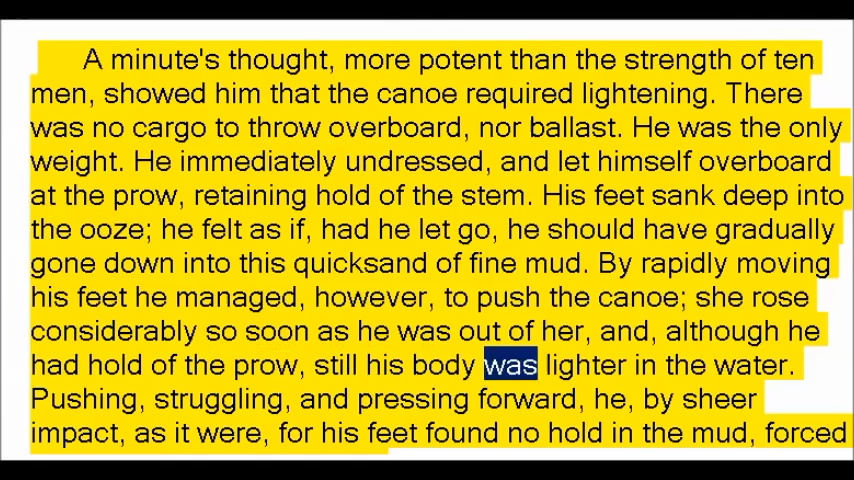 A minute's thought, more potent than the strength of ten
men, showed him that the canoe required lightening. There
was no cargo to throw overboard, nor ballast. He was the only
weight. He immediately undressed, and let himself overboard
at the prow, retaining hold of the stem. His feet sank deep into
the ooze; he felt as if, had he let go, he should have gradually
gone down into this quicksand of fine mud. By rapidly moving
his feet he managed, however, to push the canoe; she rose
considerably so soon as he was out of her, and, although he
had hold of the prow, still his body was lighter in the water.
Pushing, struggling, and pressing forward, he, by sheer
impact, as it were, for his feet found no hold in the mud, forced